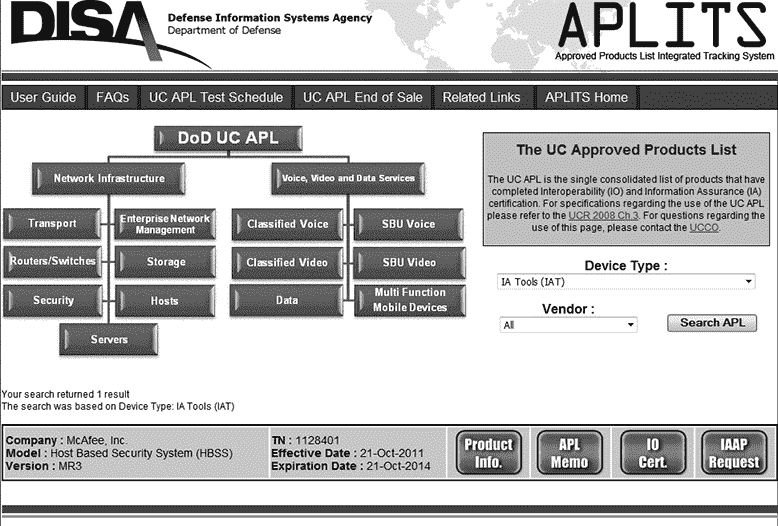 DISA
Defense Information Systems Agency
Department of Defense
APLITS
Approved Products List Integrated Tracking System
User Guide FAQs UC APL Test Schedule UC APL End of Sale Related Links APLITS Home
DoD UC APL
Network Infrastructure
Voice, Video and Data Services
Transport
Enterprise Network
Management
Classified Voice
SBU Voice
Routers/Switches
Storage
Classified Video
SBU Video
Security
Hosts
Data
Multi Function
Mobile Devices
Servers
The UC Approved Products List
The UC APL is the single consolidated list of products that have
completed Interoperability (IO) and Information Assurance (IA)
certification. For specifications regarding the use of the UC APL
please refer to the UCR 2008 Ch.3. For questions regarding the
use of this page, please contact the UCCO.
Device Type :
IA Tools (IAT)
Vendor :
All
Search APL
Your search returned 1 result
The search was based on Device Type: IA Tools (IAT)
Company : McAfee, Inc.
Model : Host Based Security System (HBSS)
Version : MR3
TN : 1128401
Effective Date : 21-Oct-2011
Expiration Date : 21-Oct-2014
Product
Info.
APL
Memo
IO
Cert.
IAAP
Request